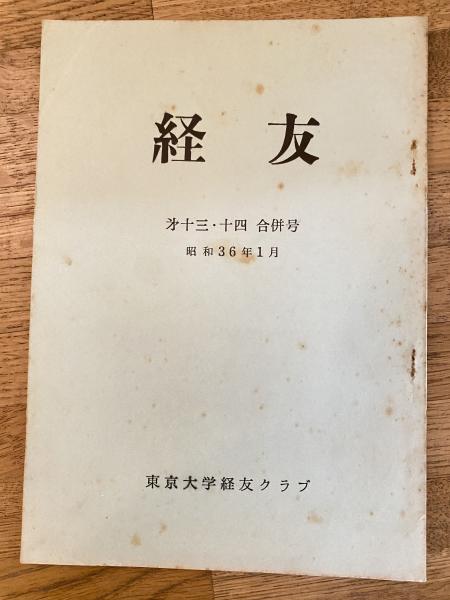 経友
㐧十三・十四 合併号
昭和36年1月
東京大学経友クラブ